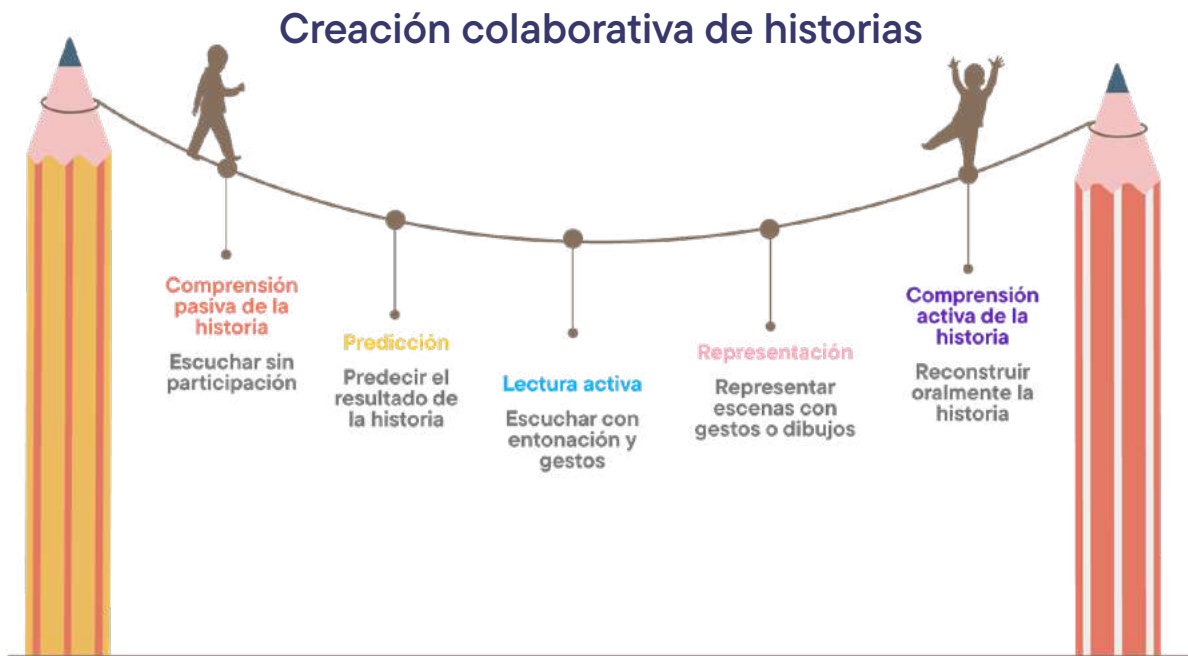 Creación colaborativa de historias
Comprensión
pasiva de la
historia
Escuchar sin
participación
Predicción
Predecir el
resultado de
la historia
Lectura activa
Escuchar con
entonación y
gestos
Representación
Representar
escenas con
gestos o dibujos
Comprensión
activa de la
historia
Reconstruir
oralmente la
historia